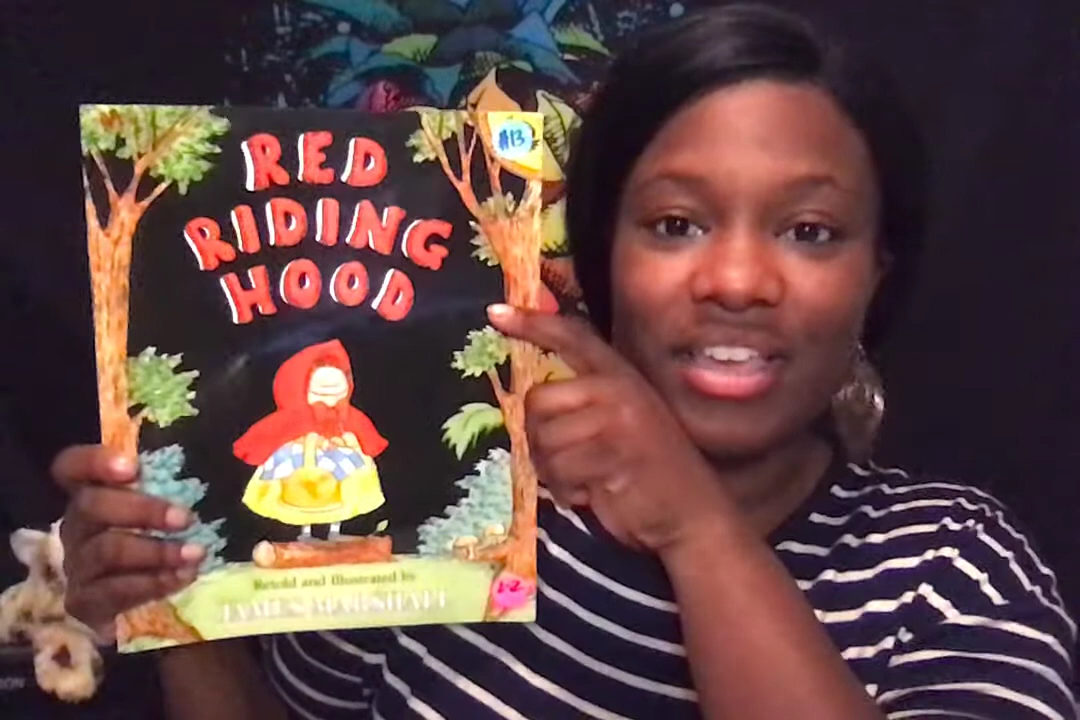 RED
#13
RIDING
HOOD
Retold and Illustrated by
JAMES MARSHALL